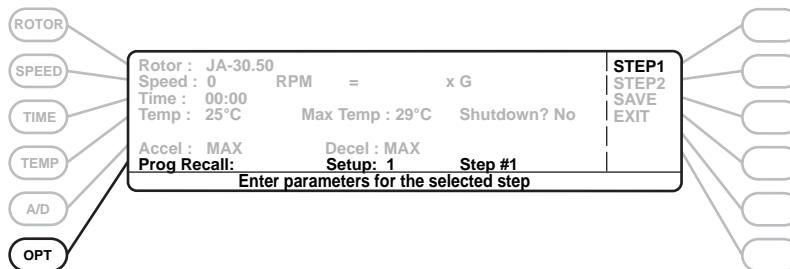 ROTOR
SPEED
TIME
TEMP
A/D
OPT
Rotor : JA-30.50
Speed : 0 RPM = x G
Time : 00:00
Temp : 25°C Max Temp : 29°C Shutdown? No
Accel : MAX Decel : MAX
Prog Recall: Setup: 1 Step #1
Enter parameters for the selected step
STEP1
STEP2
SAVE
EXIT